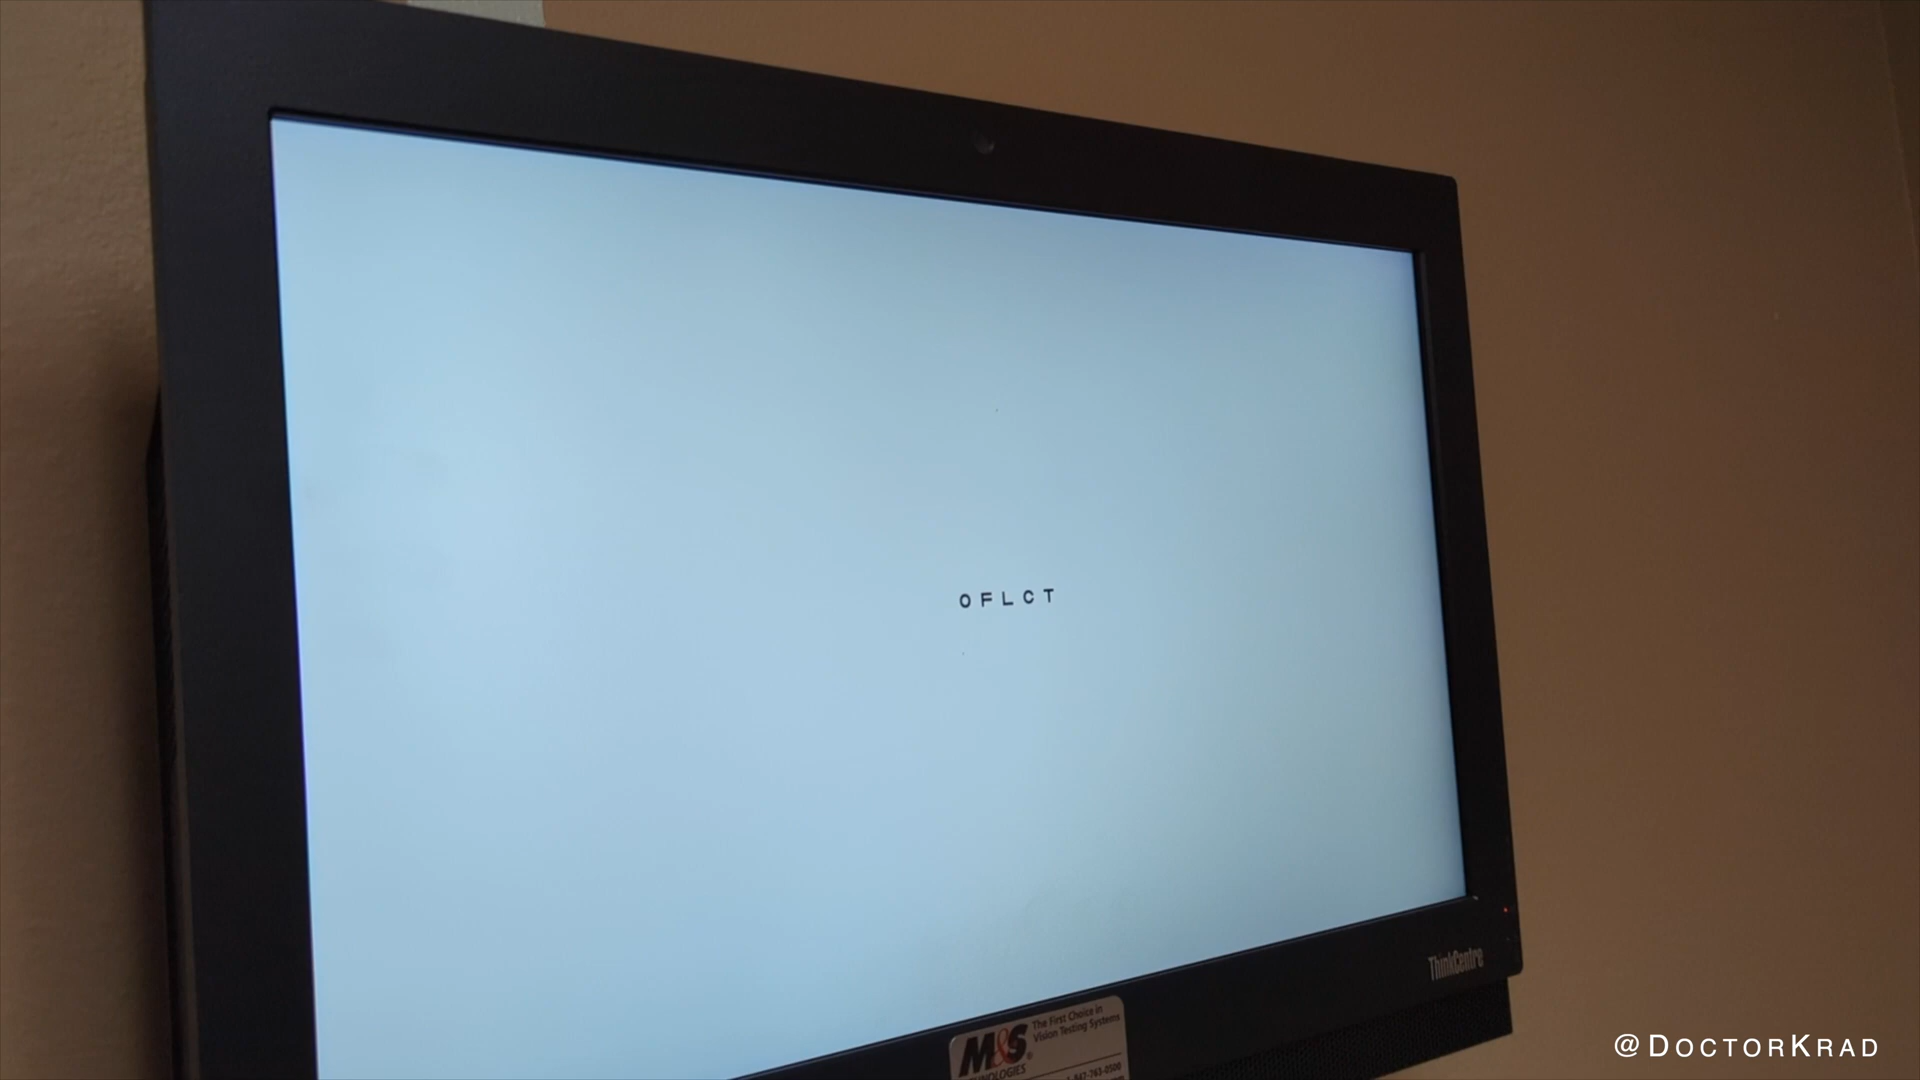 O F L C T
ThinkCentre
M&S
The First Choice in
Vision Testing Systems
@DOCTORKRAD